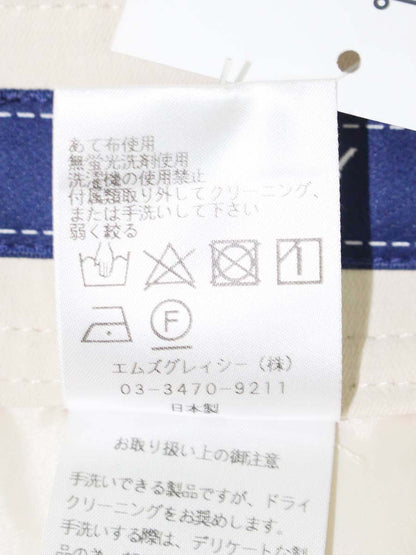 あて布使用
無蛍光洗剤使用
洗濯機の使用禁止
付属類取り外してクリーニング、
または手洗いして下さい
弱く絞る
F
エムズグレイシー(株)
03-3470-9211
日本製
お取り扱い上の御注意
手洗いできる製品ですが、ドライ
クリーニングをお奨めします。
手洗いする際は、デリケートな製
品の為